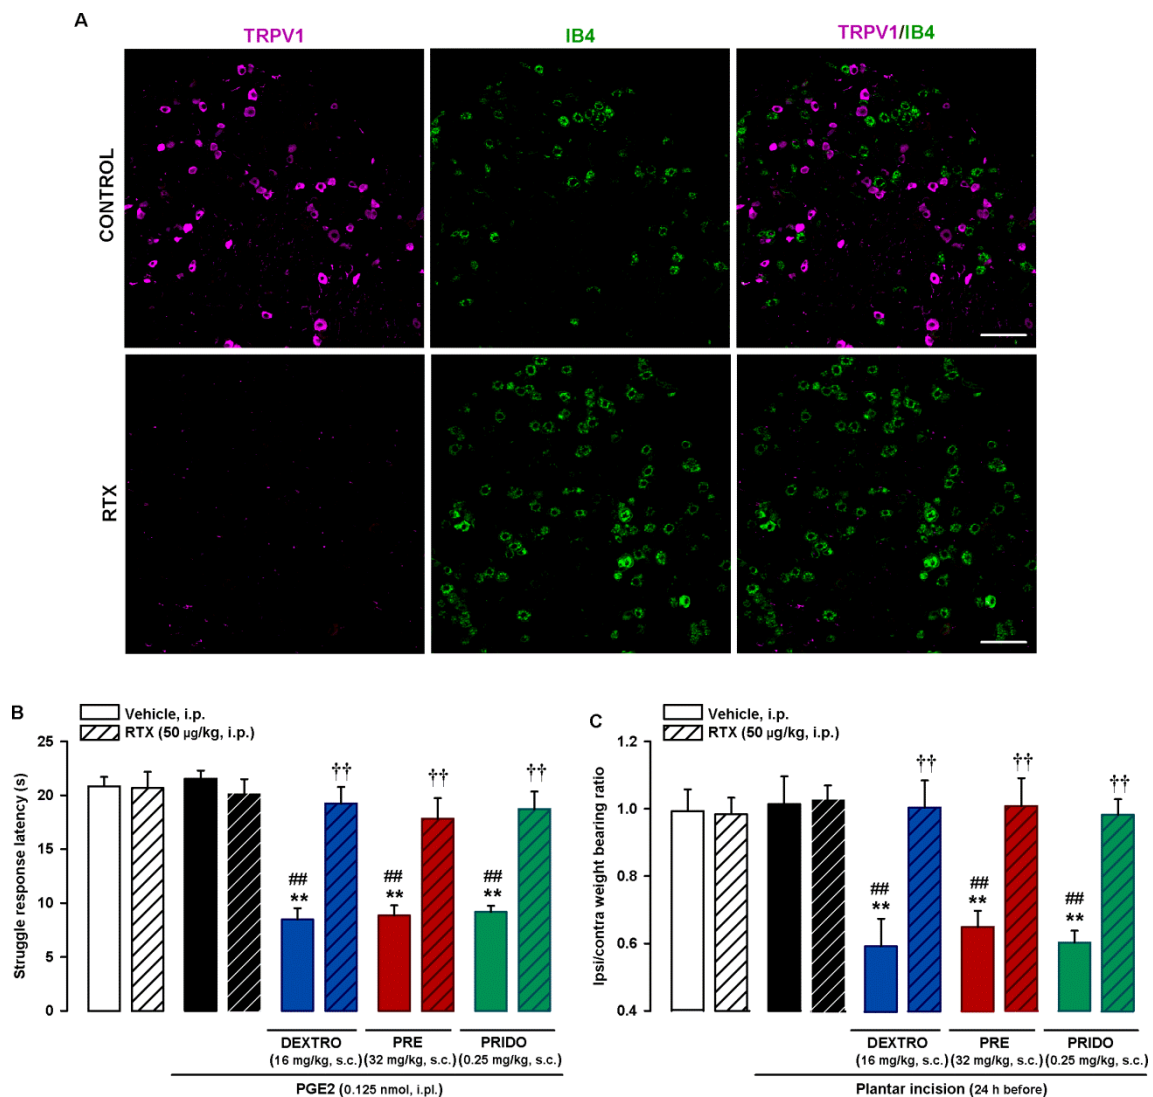 A
TRPV1 IB4 TRPV1/IB4
CONTROL
RTX
B
Vehicle, i.p.
RTX (50 µg/kg, i.p.)
Struggle response latency (s)
25
20
15
10
5
0
## ** †† ## ** †† ## ** ††
DEXTRO PRE PRIDO
(16 mg/kg, s.c.) (32 mg/kg, s.c.) (0.25 mg/kg, s.c.)
PGE2 (0.125 nmol, i.pl.)
C
Vehicle, i.p.
RTX (50 µg/kg, i.p.)
Ipsi/contra weight bearing ratio
1.2
1.0
0.8
0.6
0.4
## ** †† ## ** †† ## ** ††
DEXTRO PRE PRIDO
(16 mg/kg, s.c.) (32 mg/kg, s.c.) (0.25 mg/kg, s.c.)
Plantar incision (24 h before)